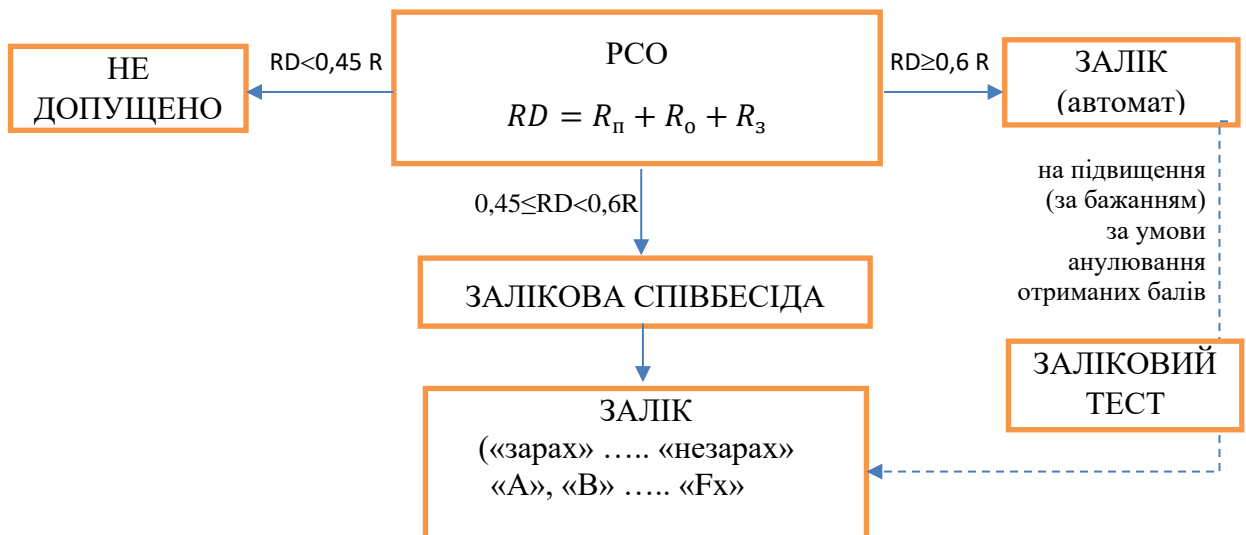 НЕ
ДОПУЩЕНО
RD<0,45 R
РСО
RD = Rп + Rо + Rз
RD≥0,6 R
ЗАЛІК
(автомат)
на підвищення
(за бажанням)
за умови
анулювання
отриманих балів
0,45≤RD<0,6R
ЗАЛІКОВА СПІВБЕСІДА
ЗАЛІКОВИЙ
ТЕСТ
ЗАЛІК
(«зарах» ….. «незарах»
«А», «В» ….. «Fx»